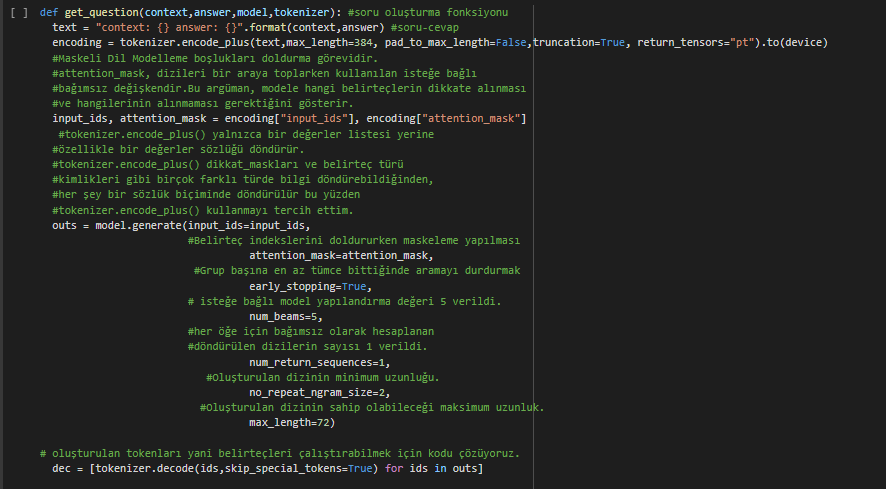 [ ] def get_question(context,answer,model,tokenizer): #soru oluşturma fonksiyonu
text = "context: {} answer: {}".format(context,answer) #soru-cevap
encoding = tokenizer.encode_plus(text,max_length=384, pad_to_max_length=False,truncation=True, return_tensors="pt").to(device)
#Maskeli Dil Modelleme boşlukları doldurma görevidir.
#attention_mask, dizileri bir araya toplarken kullanılan isteğe bağlı
#bağımsız değişkendir.Bu argüman, modele hangi belirteçlerin dikkate alınması
#ve hangilerinin alınmaması gerektiğini gösterir.
input_ids, attention_mask = encoding["input_ids"], encoding["attention_mask"]
#tokenizer.encode_plus() yalnızca bir değerler listesi yerine
#özellikle bir değerler sözlüğü döndürür.
#tokenizer.encode_plus() dikkat_maskları ve belirteç türü
#kimlikleri gibi birçok farklı türde bilgi döndürebildiğinden,
#her şey bir sözlük biçiminde döndürülür bu yüzden
#tokenizer.encode_plus() kullanmayı tercih ettim.
outs = model.generate(input_ids=input_ids,
#Belirteç indekslerini doldururken maskeleme yapılması
attention_mask=attention_mask,
#Grup başına en az tümce bittiğinde aramayı durdurmak
early_stopping=True,
# isteğe bağlı model yapılandırma değeri 5 verildi.
num_beams=5,
#her öğe için bağımsız olarak hesaplanan
#döndürülen dizilerin sayısı 1 verildi.
num_return_sequences=1,
#Oluşturulan dizinin minimum uzunluğu.
no_repeat_ngram_size=2,
#Oluşturulan dizinin sahip olabileceği maksimum uzunluk.
max_length=72)
# oluşturulan tokenları yani belirteçleri çalıştırabilmek için kodu çözüyoruz.
dec = [tokenizer.decode(ids,skip_special_tokens=True) for ids in outs]